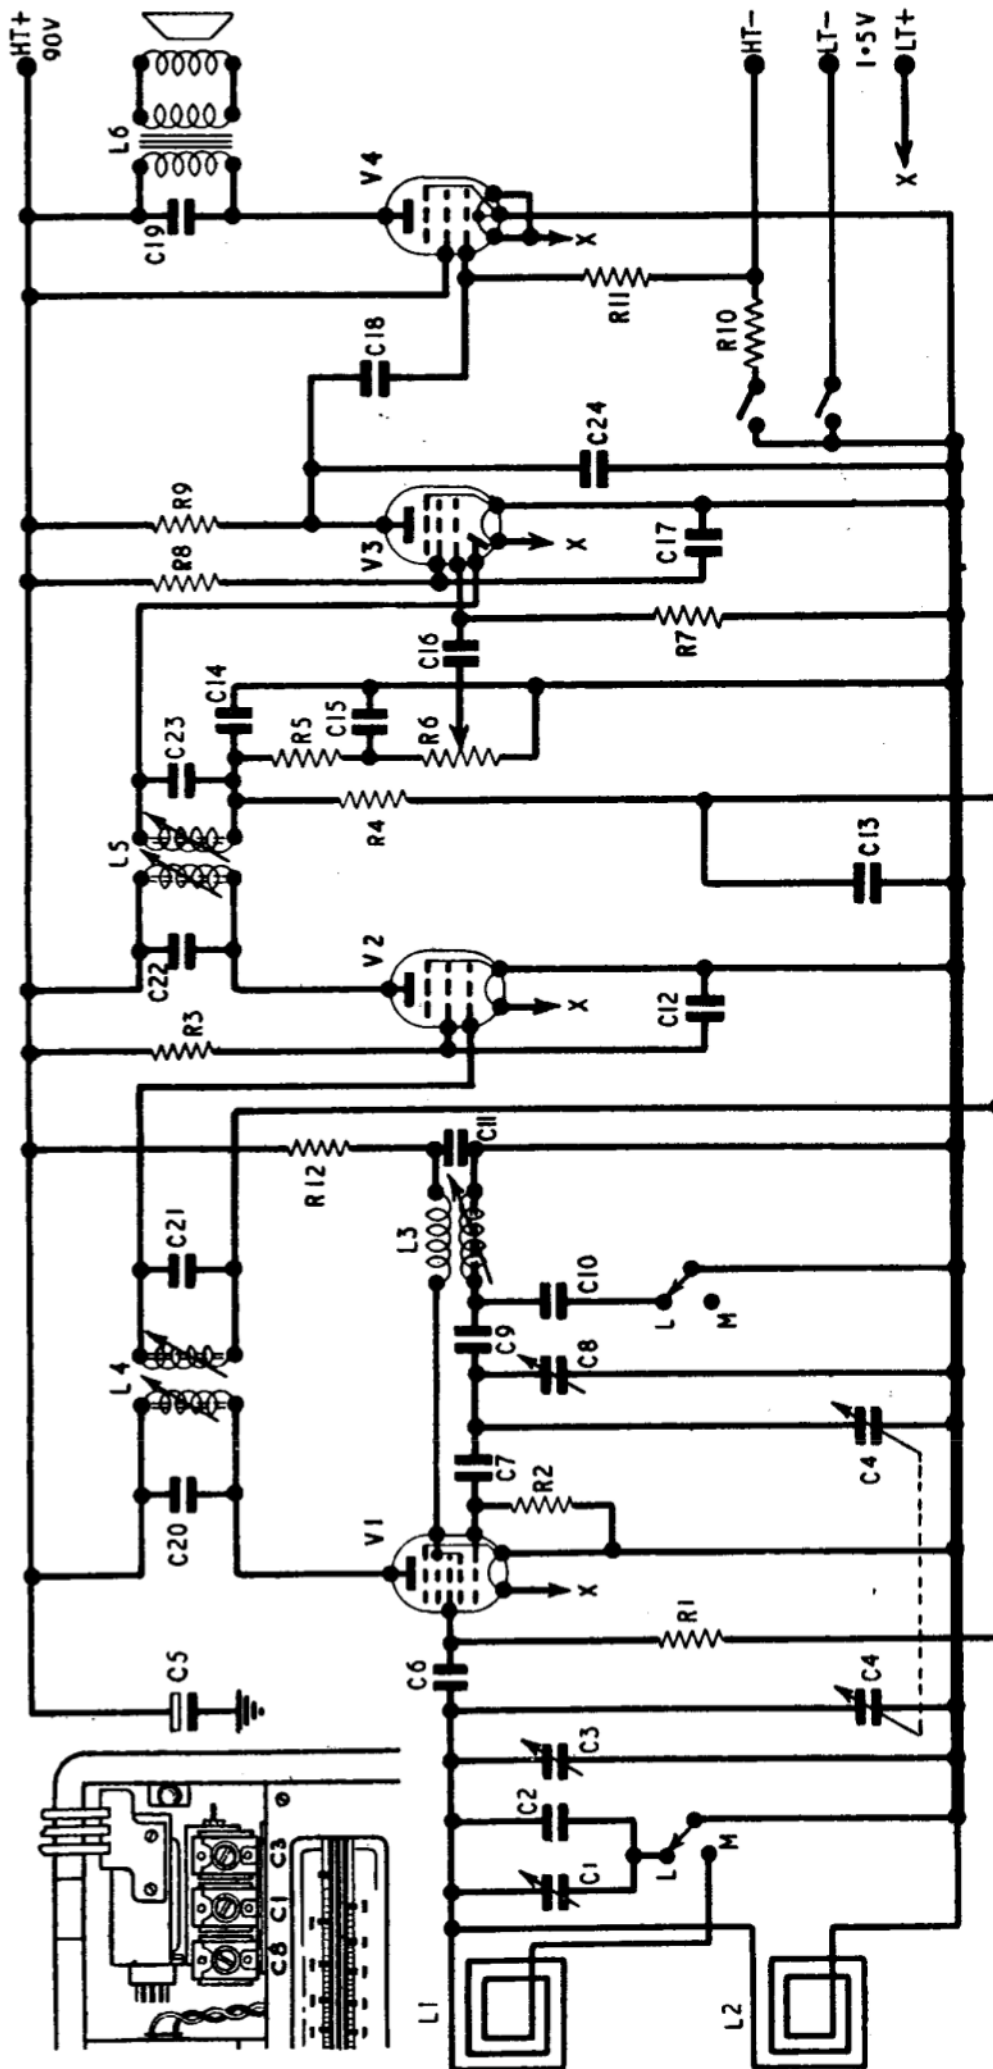 HT+
90V
L6
C19
V4
X
R11
C18
R10
HT-
LT-
1·5V
LT+
X
C24
R9
R8
V3
X
C17
C16
R7
C14
C23
R5
C15
R6
R4
L5
C13
C22
V2
X
R3
C12
C11
R12
L3
C21
C10
L
M
C9
C8
L4
C7
R2
C4
C20
V1
X
R1
C5
C6
C4
C3
C2
C1
L
M
C8 C1 C3
L1
L2